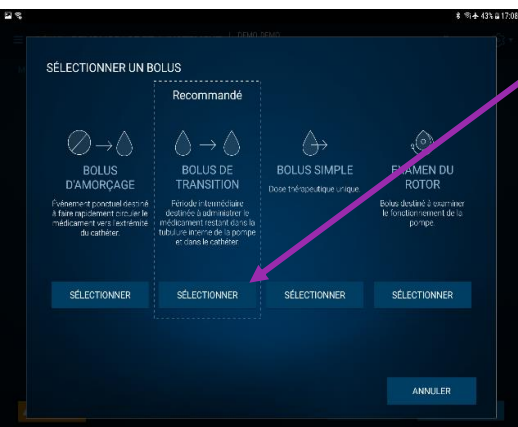 43% 17:08
DEMO DEMO
SÉLECTIONNER UN BOLUS
Recommandé
BOLUS
D'AMORÇAGE
Événement ponctuel destiné
à faire rapidement circuler le
médicament vers l'extrémité
du cathéter.
SÉLECTIONNER
BOLUS DE
TRANSITION
Période intermédiaire
destinée à administrer le
médicament restant dans la
tubulure interne de la pompe
et dans le cathéter.
SÉLECTIONNER
BOLUS SIMPLE
Dose thérapeutique unique.
SÉLECTIONNER
EXAMEN DU
ROTOR
Bolus destiné à examiner
le fonctionnement de la
pompe.
SÉLECTIONNER
ANNULER